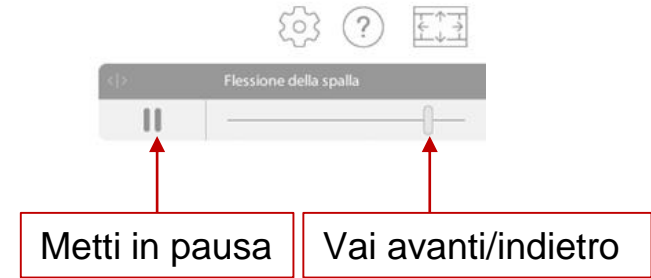 ?
<|> Flessione della spalla
Metti in pausa Vai avanti/indietro